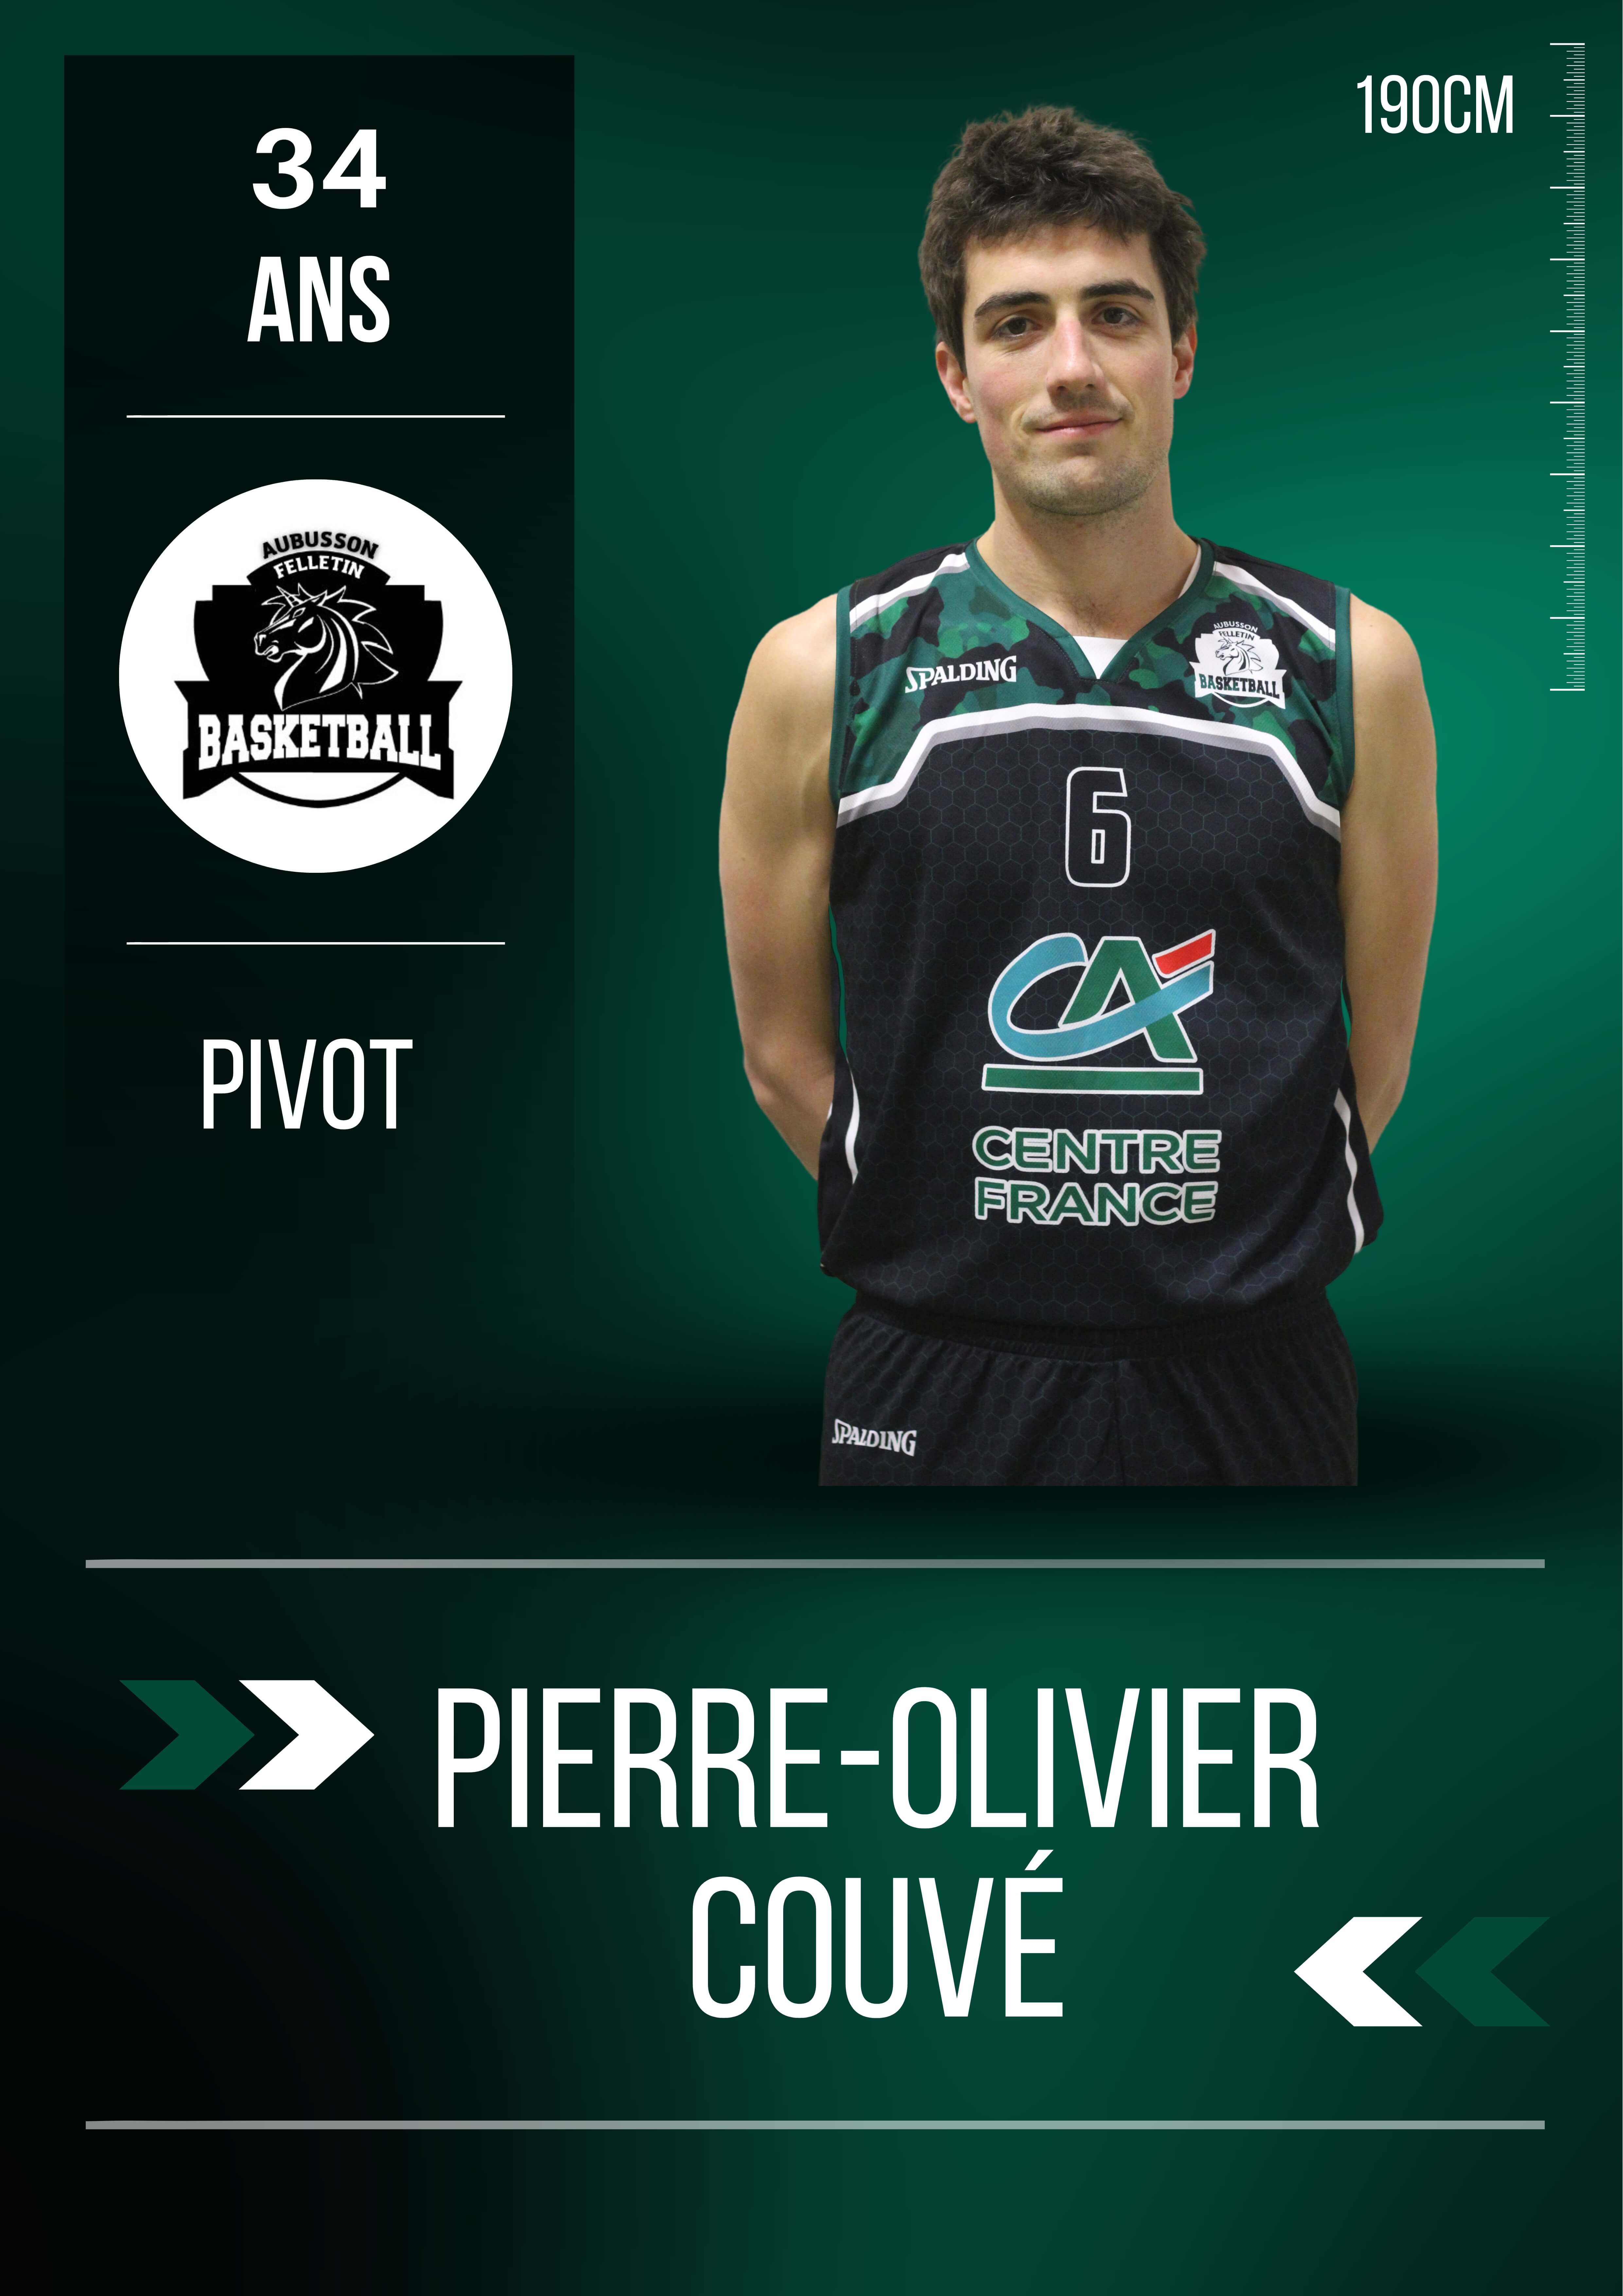 34
ANS
AUBUSSON
FELLETIN
BASKETBALL
PIVOT
190CM
SPALDING
AUBUSSON
FELLETIN
BASKETBALL
6
CA
CENTRE
FRANCE
SPALDING
PIERRE-OLIVIER
COUVÉ